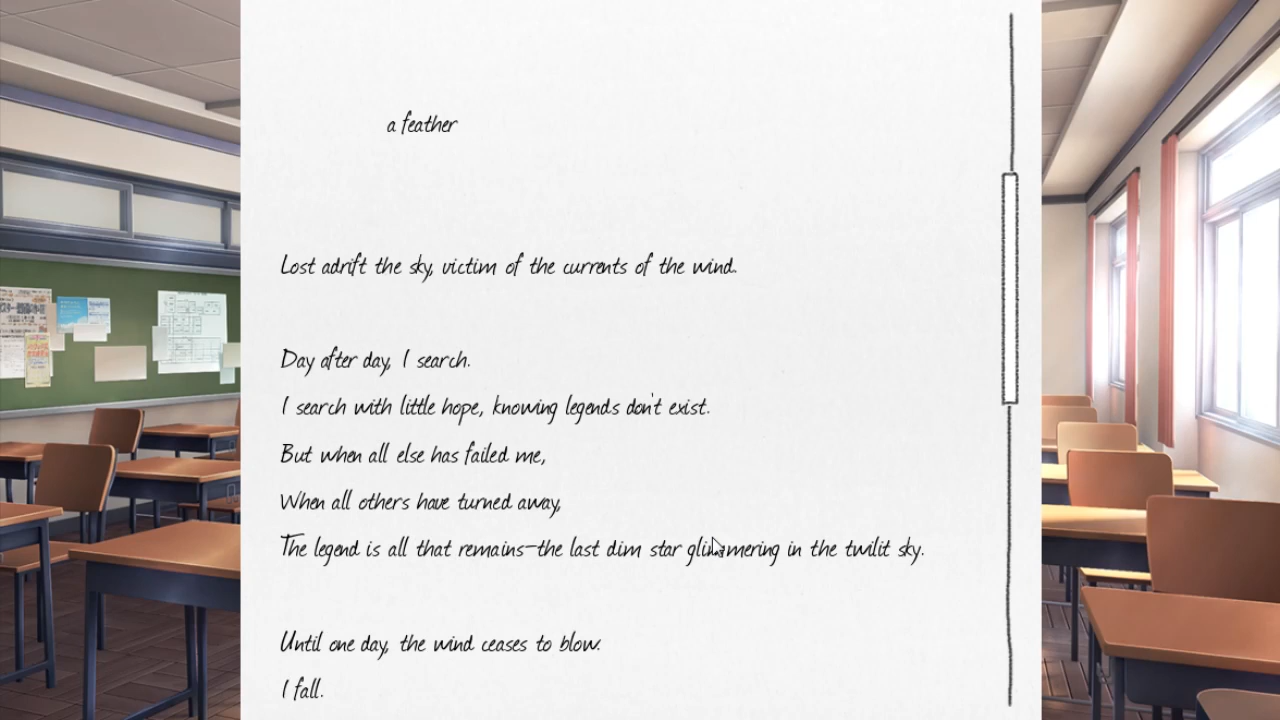 a feather
Lost adrift the sky, victim of the currents of the wind.
Day after day, I search.
I search with little hope, knowing legends don't exist.
But when all else has failed me,
When all others have turned away,
The legend is all that remains—the last dim star glimmering in the twilit sky.
Until one day, the wind ceases to blow.
I fall.